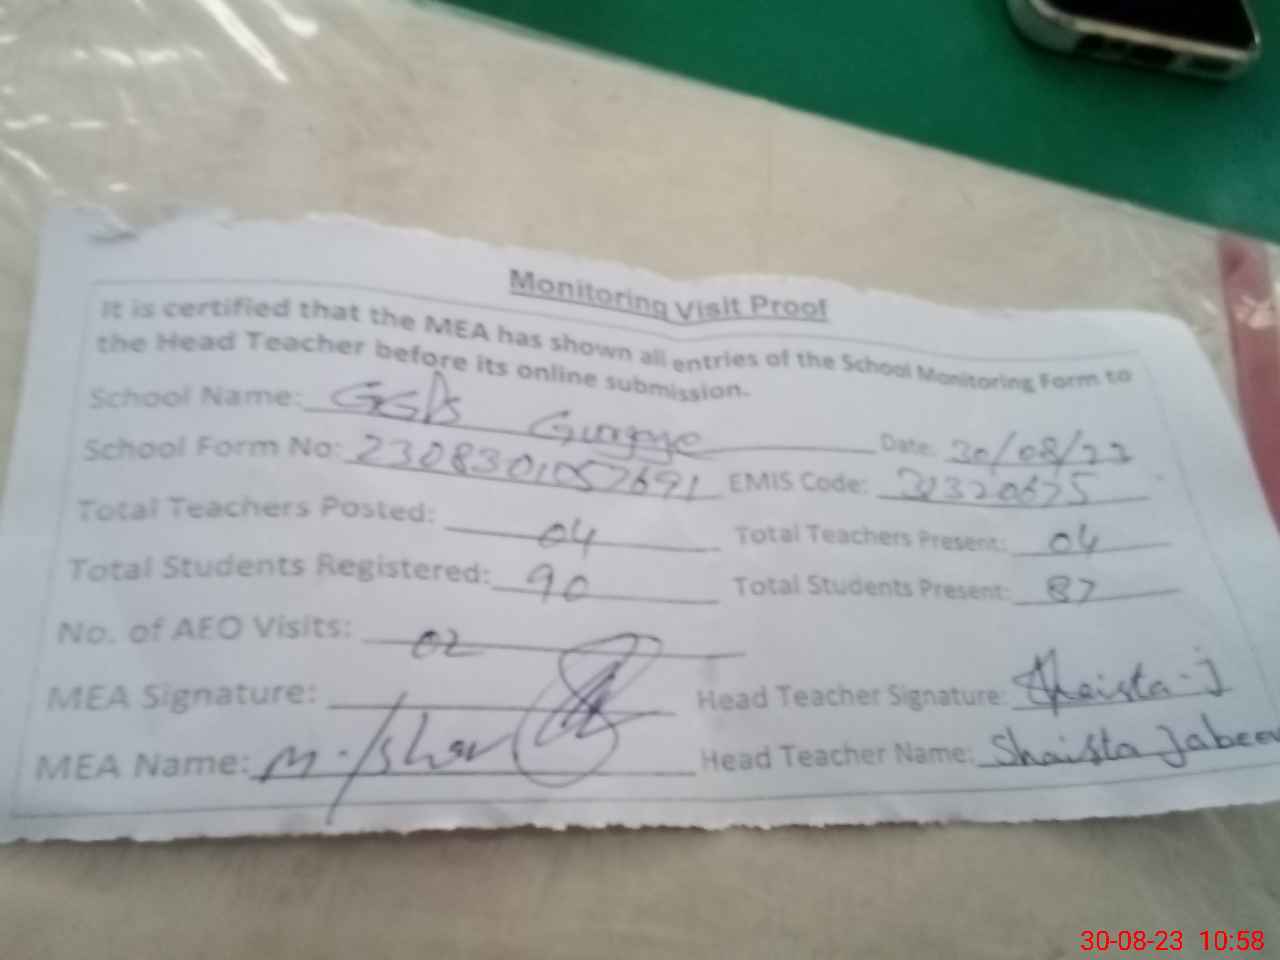 Monitoring Visit Proof
It is certified that the MEA has shown all entries of the School Monitoring Form to
the Head Teacher before its online submission.
School Name: Date: 30/08/23
School Form No: 2308301057691 EMIS Code:
Total Teachers Posted: 04 Total Teachers Present: 04
Total Students Registered: 90 Total Students Present: 87
No. of AEO Visits: 02
MEA Signature: Head Teacher Signature: Shaista J
MEA Name: Head Teacher Name: Shaista Jabeen
30-08-23 10:58